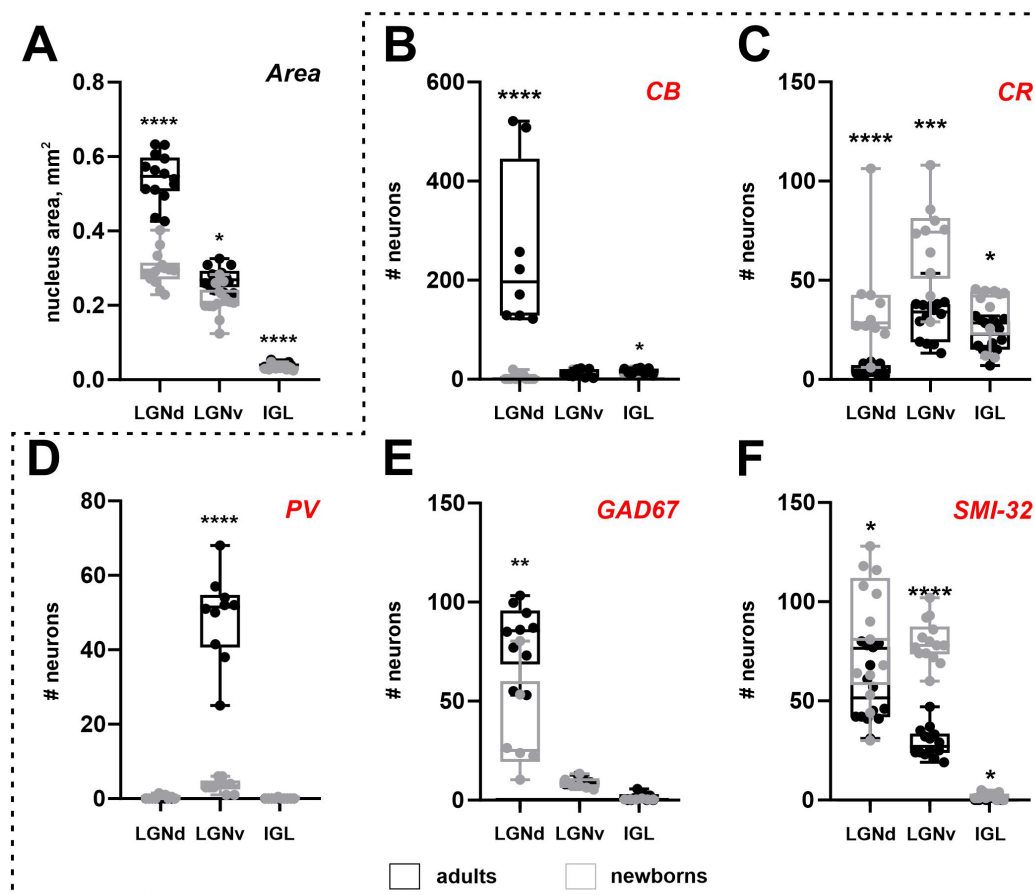 A
Area
nucleus area, mm²
0.8
0.6
0.4
0.2
0.0
****
*
****
LGNd LGNv IGL
B
CB
# neurons
600
400
200
0
****
*
LGNd LGNv IGL
C
CR
# neurons
150
100
50
0
****
***
*
LGNd LGNv IGL
D
PV
# neurons
80
60
40
20
0
****
LGNd LGNv IGL
E
GAD67
# neurons
150
100
50
0
**
LGNd LGNv IGL
F
SMI-32
# neurons
150
100
50
0
*
****
*
LGNd LGNv IGL
adults newborns